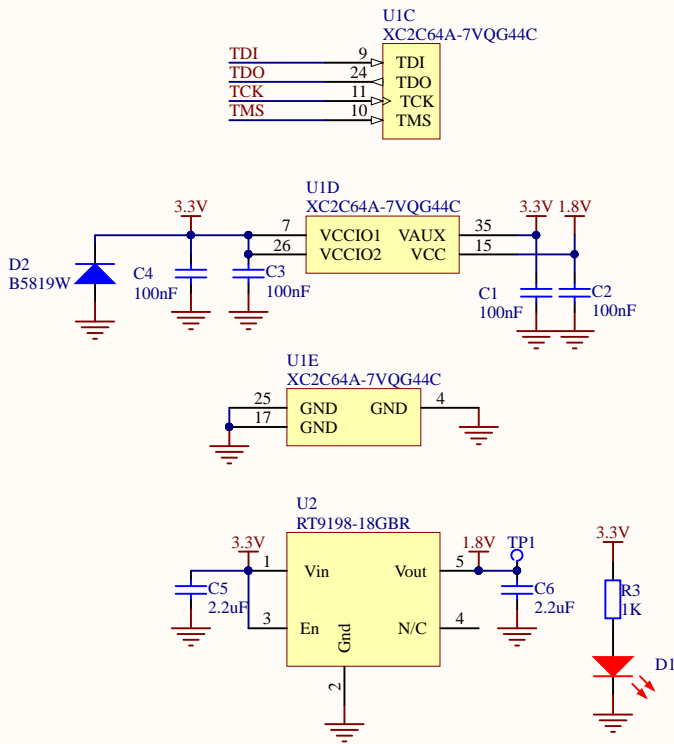 U1C
XC2C64A-7VQG44C
TDI 9 TDI
TDO 24 TDO
TCK 11 TCK
TMS 10 TMS
U1D
XC2C64A-7VQG44C
3.3V 3.3V 1.8V
7 VCCIO1 VAUX 35
26 VCCIO2 VCC 15
D2
B5819W
C4
100nF
C3
100nF
C1
100nF
C2
100nF
U1E
XC2C64A-7VQG44C
25 GND GND 4
17 GND
U2
RT9198-18GBR
3.3V 1.8V TP1
1 Vin Vout 5
C5
2.2uF
C6
2.2uF
3 En N/C 4
Gnd
2
3.3V
R3
1K
D1